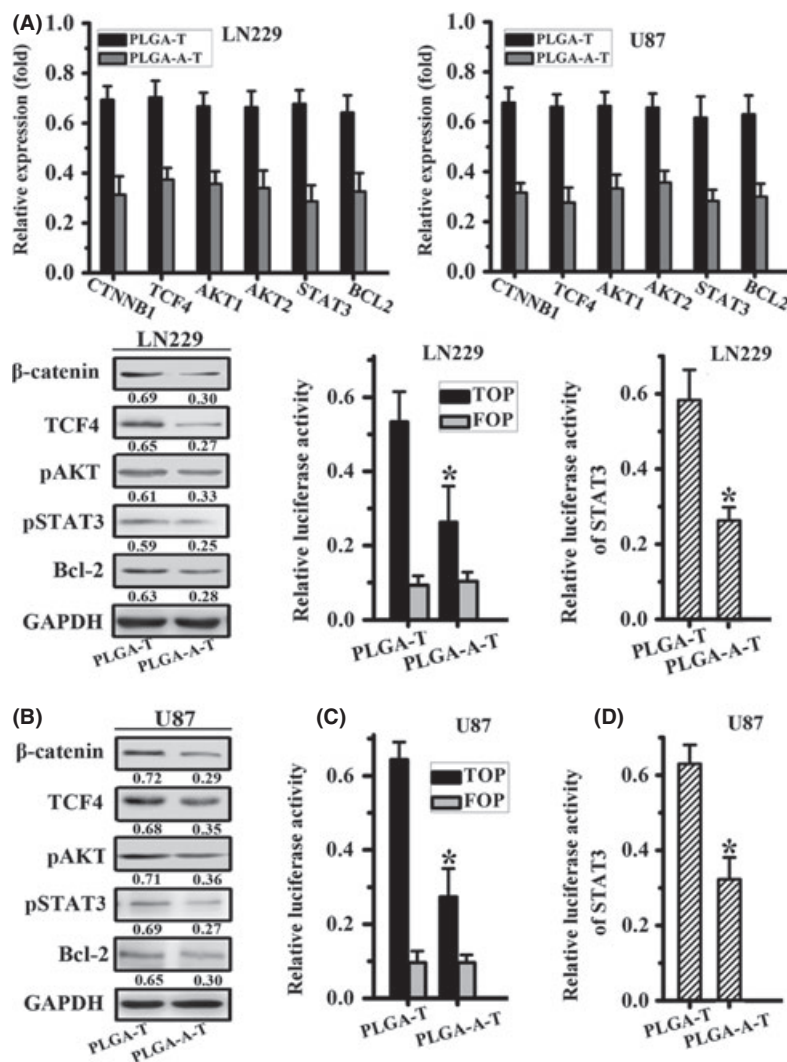 (A)
LN229
PLGA-T
PLGA-A-T
Relative expression (fold)
1.0
0.8
0.6
0.4
0.2
0.0
CTNNB1 TCF4 AKT1 AKT2 STAT3 BCL2
U87
PLGA-T
PLGA-A-T
Relative expression (fold)
1.0
0.8
0.6
0.4
0.2
0.0
CTNNB1 TCF4 AKT1 AKT2 STAT3 BCL2
LN229
β-catenin
0.69 0.30
TCF4
0.65 0.27
pAKT
0.61 0.33
pSTAT3
0.59 0.25
Bcl-2
0.63 0.28
GAPDH
PLGA-T PLGA-A-T
LN229
TOP
FOP
Relative luciferase activity
0.6
0.4
0.2
0.0
*
PLGA-T PLGA-A-T
LN229
Relative luciferase activity
of STAT3
0.6
0.4
0.2
0.0
*
PLGA-T PLGA-A-T
(B)
U87
β-catenin
0.72 0.29
TCF4
0.68 0.35
pAKT
0.71 0.36
pSTAT3
0.69 0.27
Bcl-2
0.65 0.30
GAPDH
PLGA-T PLGA-A-T
(C)
U87
TOP
FOP
Relative luciferase activity
0.6
0.4
0.2
0.0
*
PLGA-T PLGA-A-T
(D)
U87
Relative luciferase activity
of STAT3
0.6
0.4
0.2
0.0
*
PLGA-T PLGA-A-T